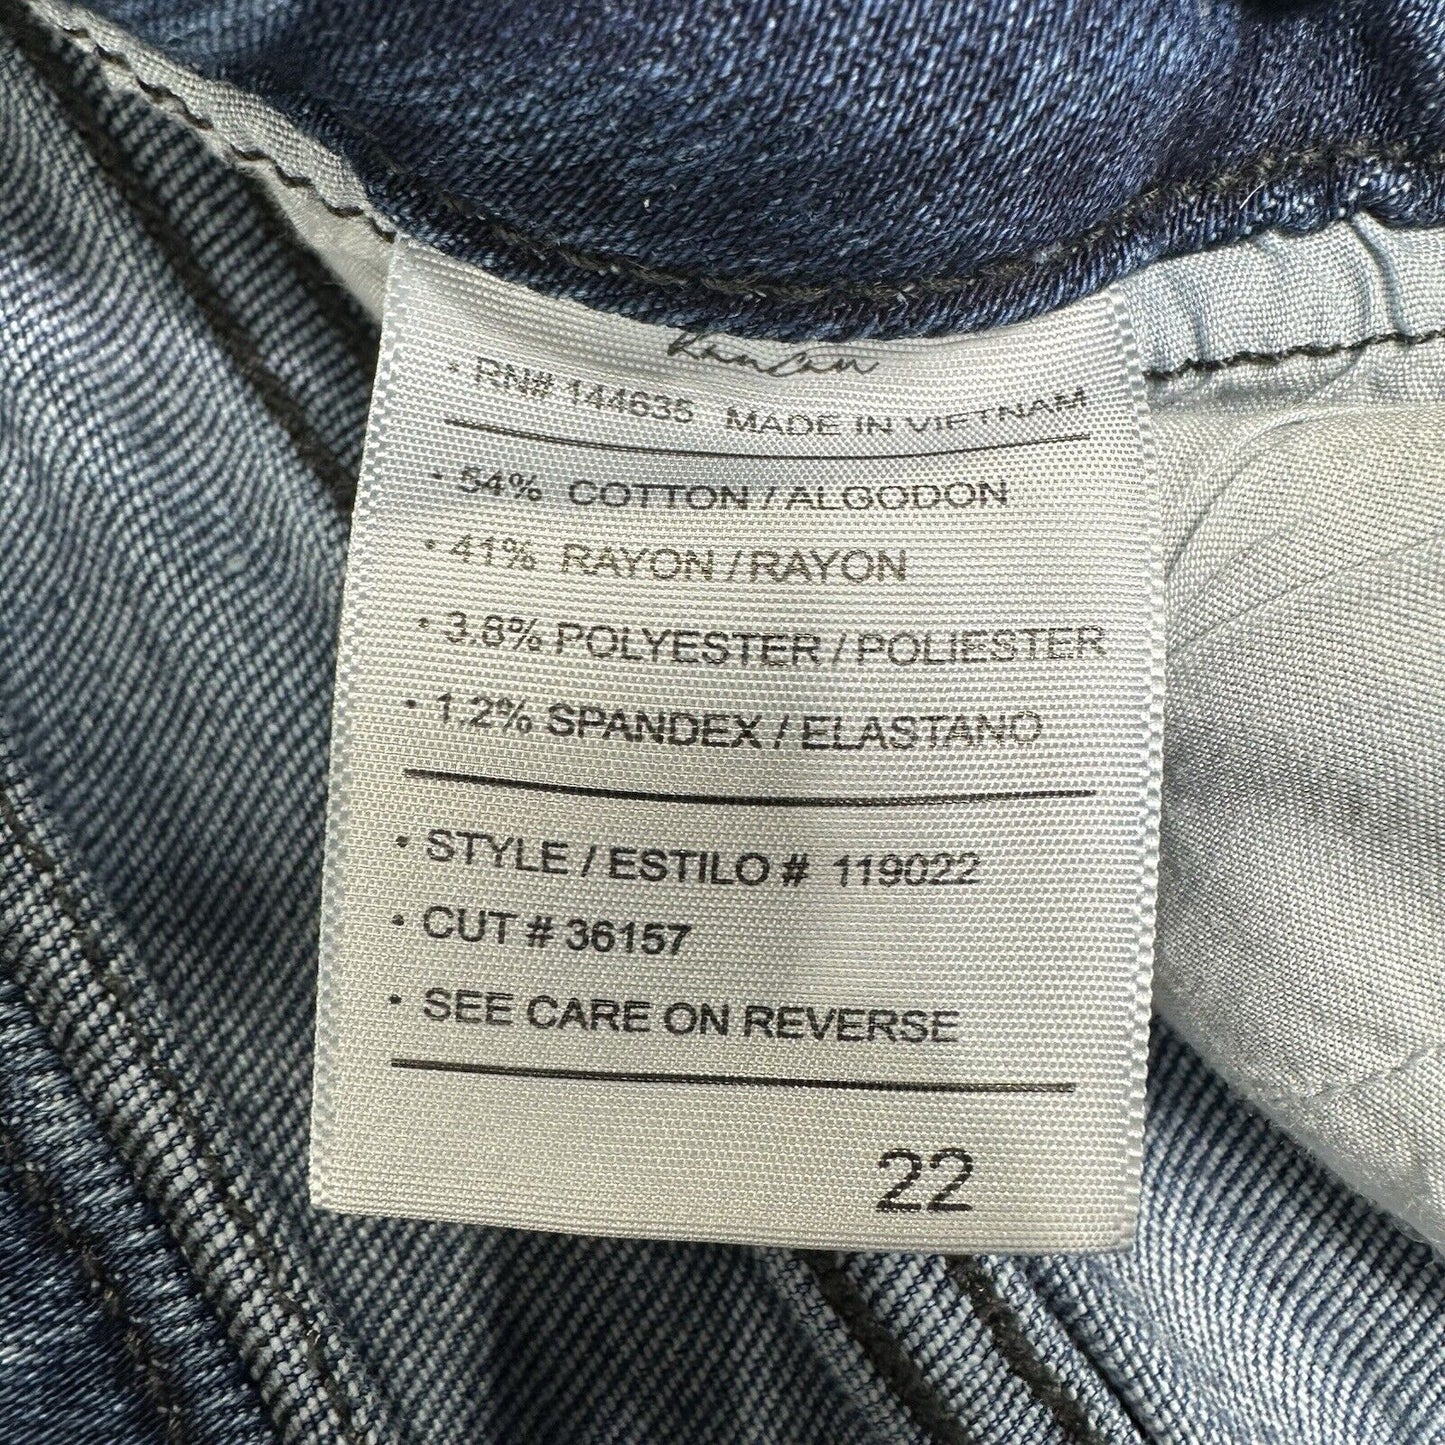 KanCan
• RN# 144635 MADE IN VIETNAM
• 54% COTTON / ALGODON
• 41% RAYON / RAYON
• 3.8% POLYESTER / POLIESTER
• 1.2% SPANDEX / ELASTANO
• STYLE / ESTILO # 119022
• CUT # 36157
• SEE CARE ON REVERSE
22